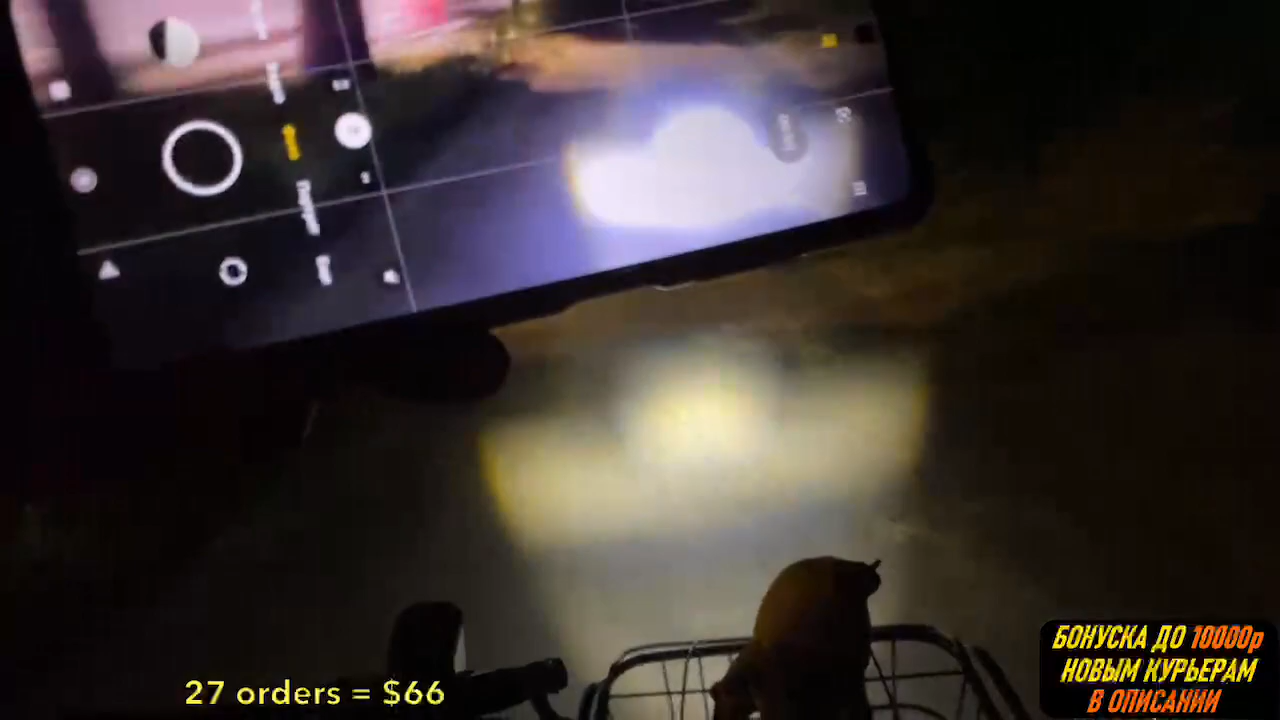 27 orders = $66
БОНУСКА ДО 10000р
НОВЫМ КУРЬЕРАМ
В ОПИСАНИИ